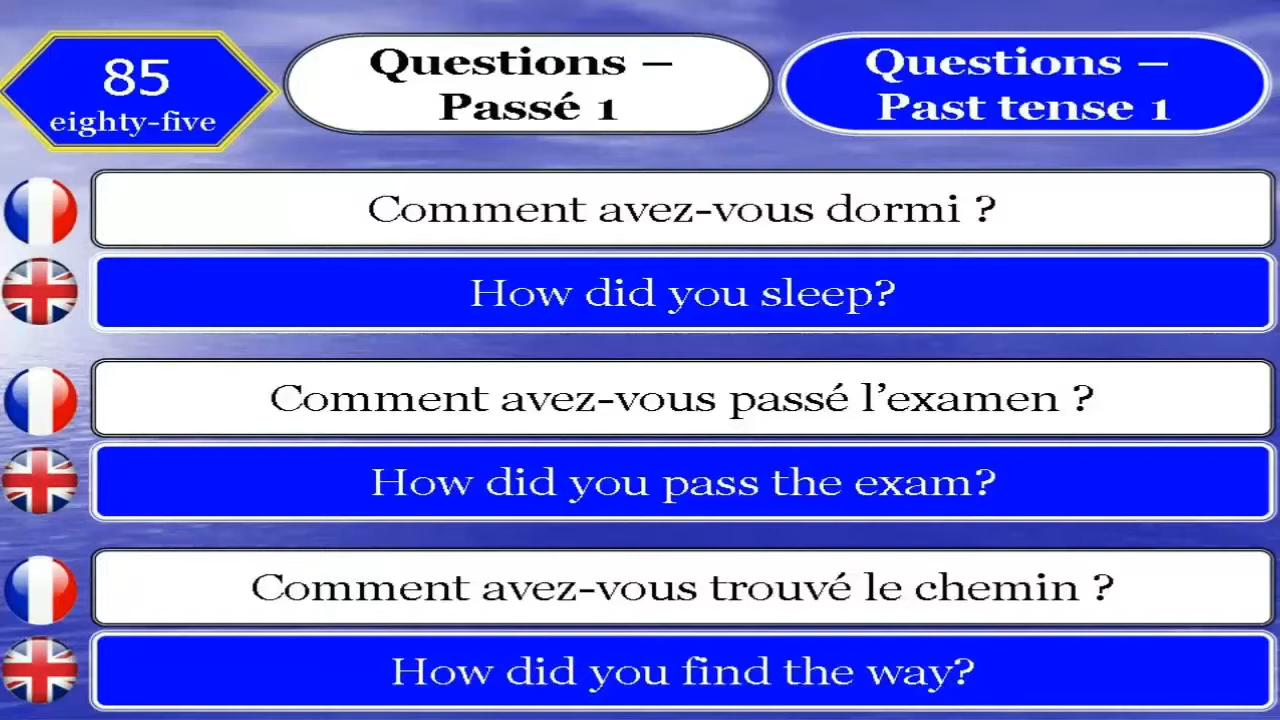 85
eighty-five
Questions –
Passé 1
Questions –
Past tense 1
Comment avez-vous dormi ?
How did you sleep?
Comment avez-vous passé l’examen ?
How did you pass the exam?
Comment avez-vous trouvé le chemin ?
How did you find the way?